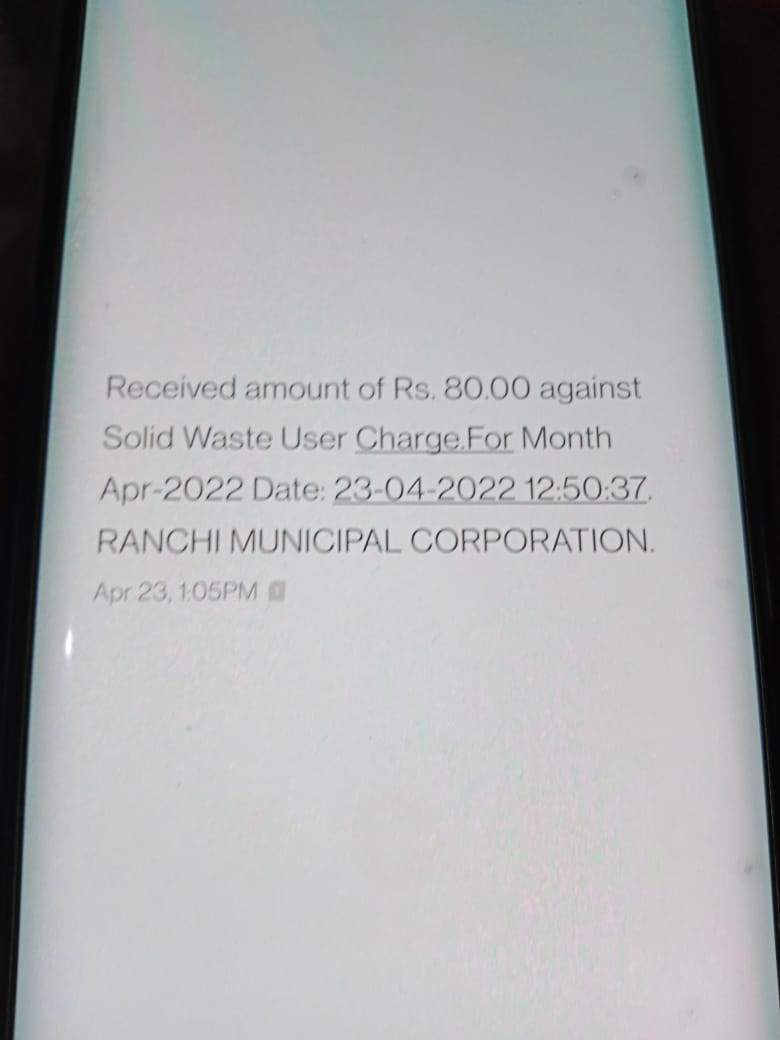 Received amount of Rs. 80.00 against
Solid Waste User Charge.For Month
Apr-2022 Date: 23-04-2022 12:50:37.
RANCHI MUNICIPAL CORPORATION.
Apr 23, 1:05PM